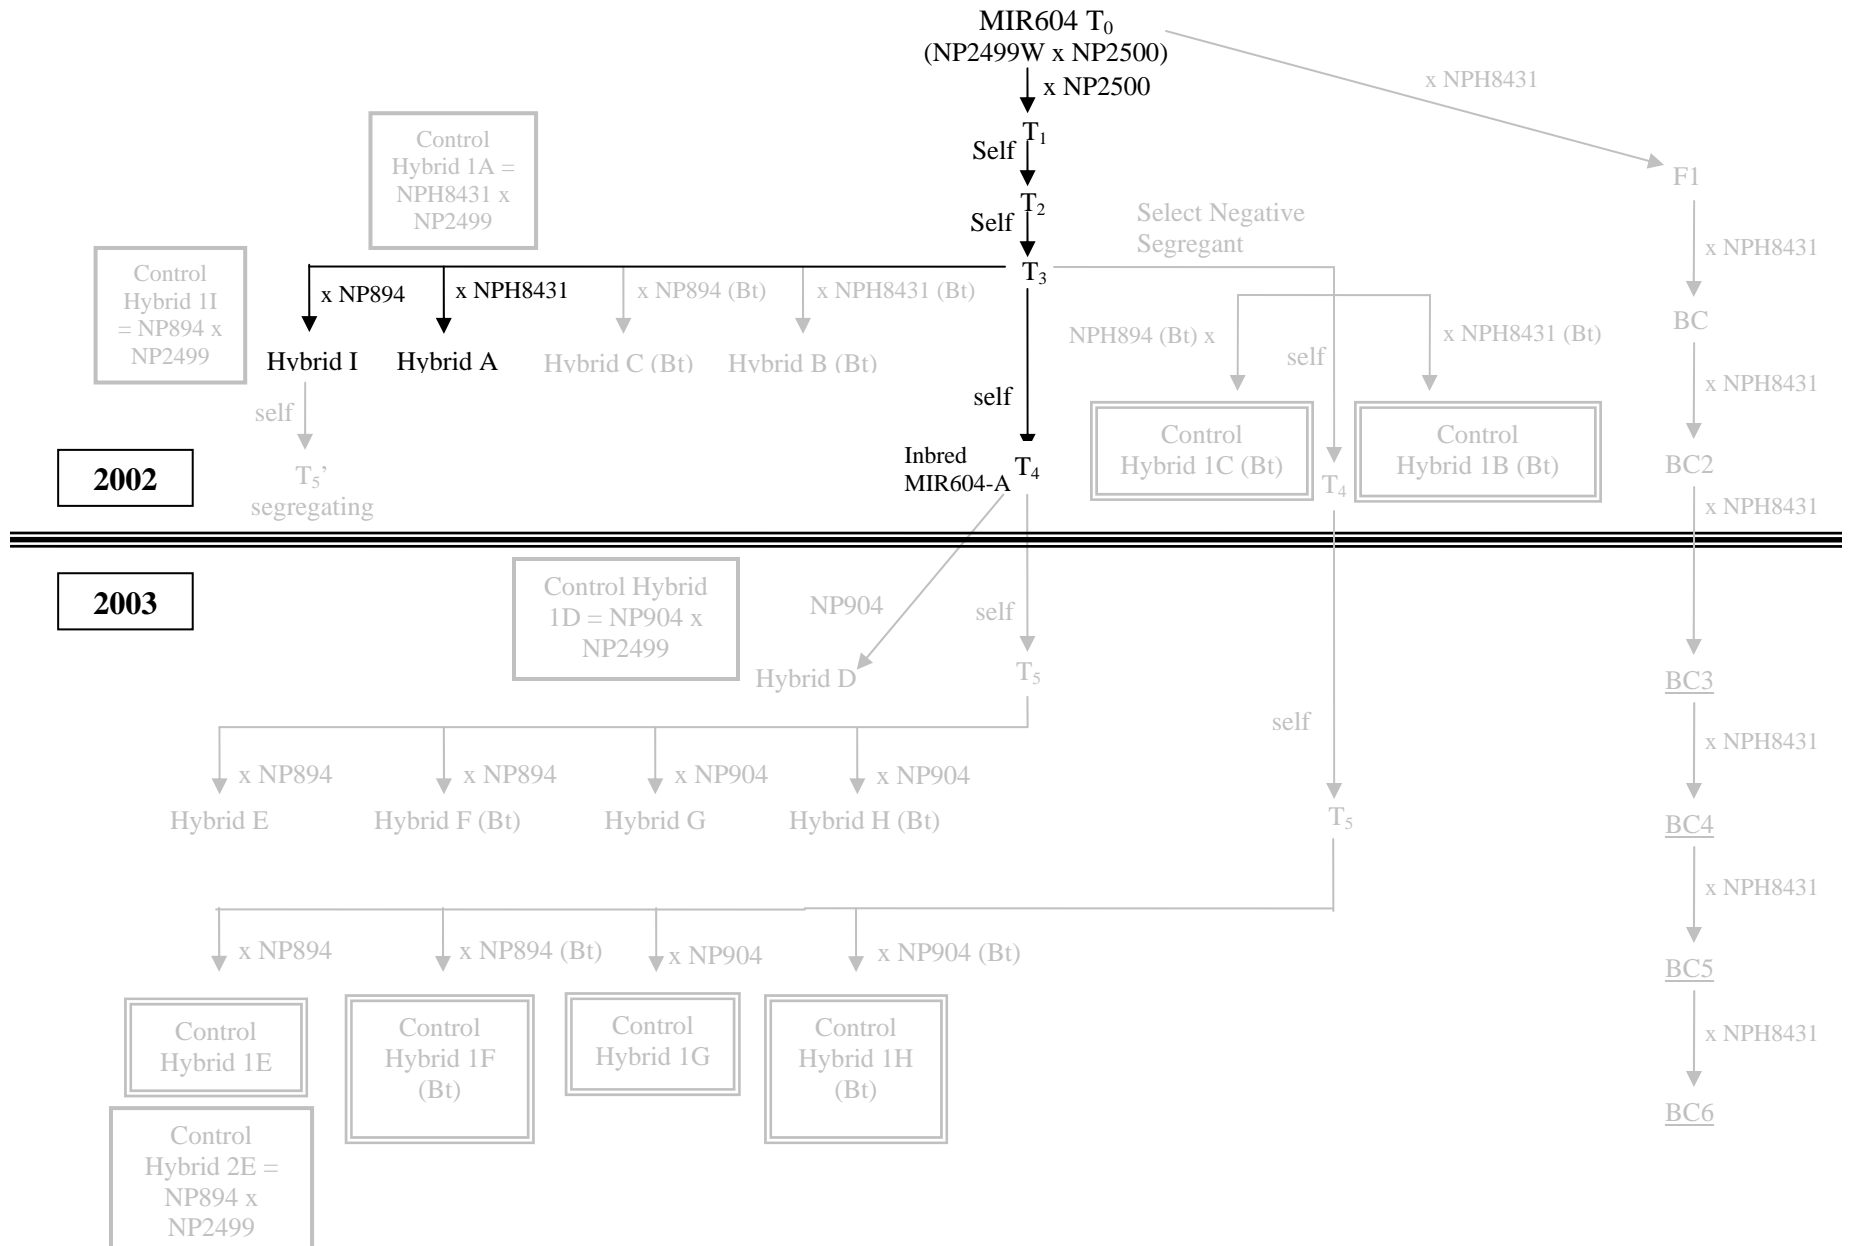 MIR604 T₀
(NP2499W x NP2500)
x NP2500
x NPH8431
T₁
Self
T₂
Self
T₃
Control
Hybrid 1A =
NPH8431 x
NP2499
Control
Hybrid 1I
= NP894 x
NP2499
Select Negative
Segregant
F1
x NPH8431
BC
x NPH8431
BC2
x NPH8431
x NP894
x NPH8431
x NP894 (Bt)
x NPH8431 (Bt)
Hybrid I
Hybrid A
Hybrid C (Bt)
Hybrid B (Bt)
self
T₅’
segregating
self
Inbred
MIR604-A
T₄
NPH894 (Bt) x
x NPH8431 (Bt)
self
Control
Hybrid 1C (Bt)
Control
Hybrid 1B (Bt)
T₄
2002
2003
Control Hybrid
1D = NP904 x
NP2499
NP904
Hybrid D
self
T₅
self
T₅
BC3
x NPH8431
BC4
x NPH8431
BC5
x NPH8431
BC6
x NP894
x NP894
x NP904
x NP904
Hybrid E
Hybrid F (Bt)
Hybrid G
Hybrid H (Bt)
x NP894
x NP894 (Bt)
x NP904
x NP904 (Bt)
Control
Hybrid 1E
Control
Hybrid 1F
(Bt)
Control
Hybrid 1G
Control
Hybrid 1H
(Bt)
Control
Hybrid 2E =
NP894 x
NP2499